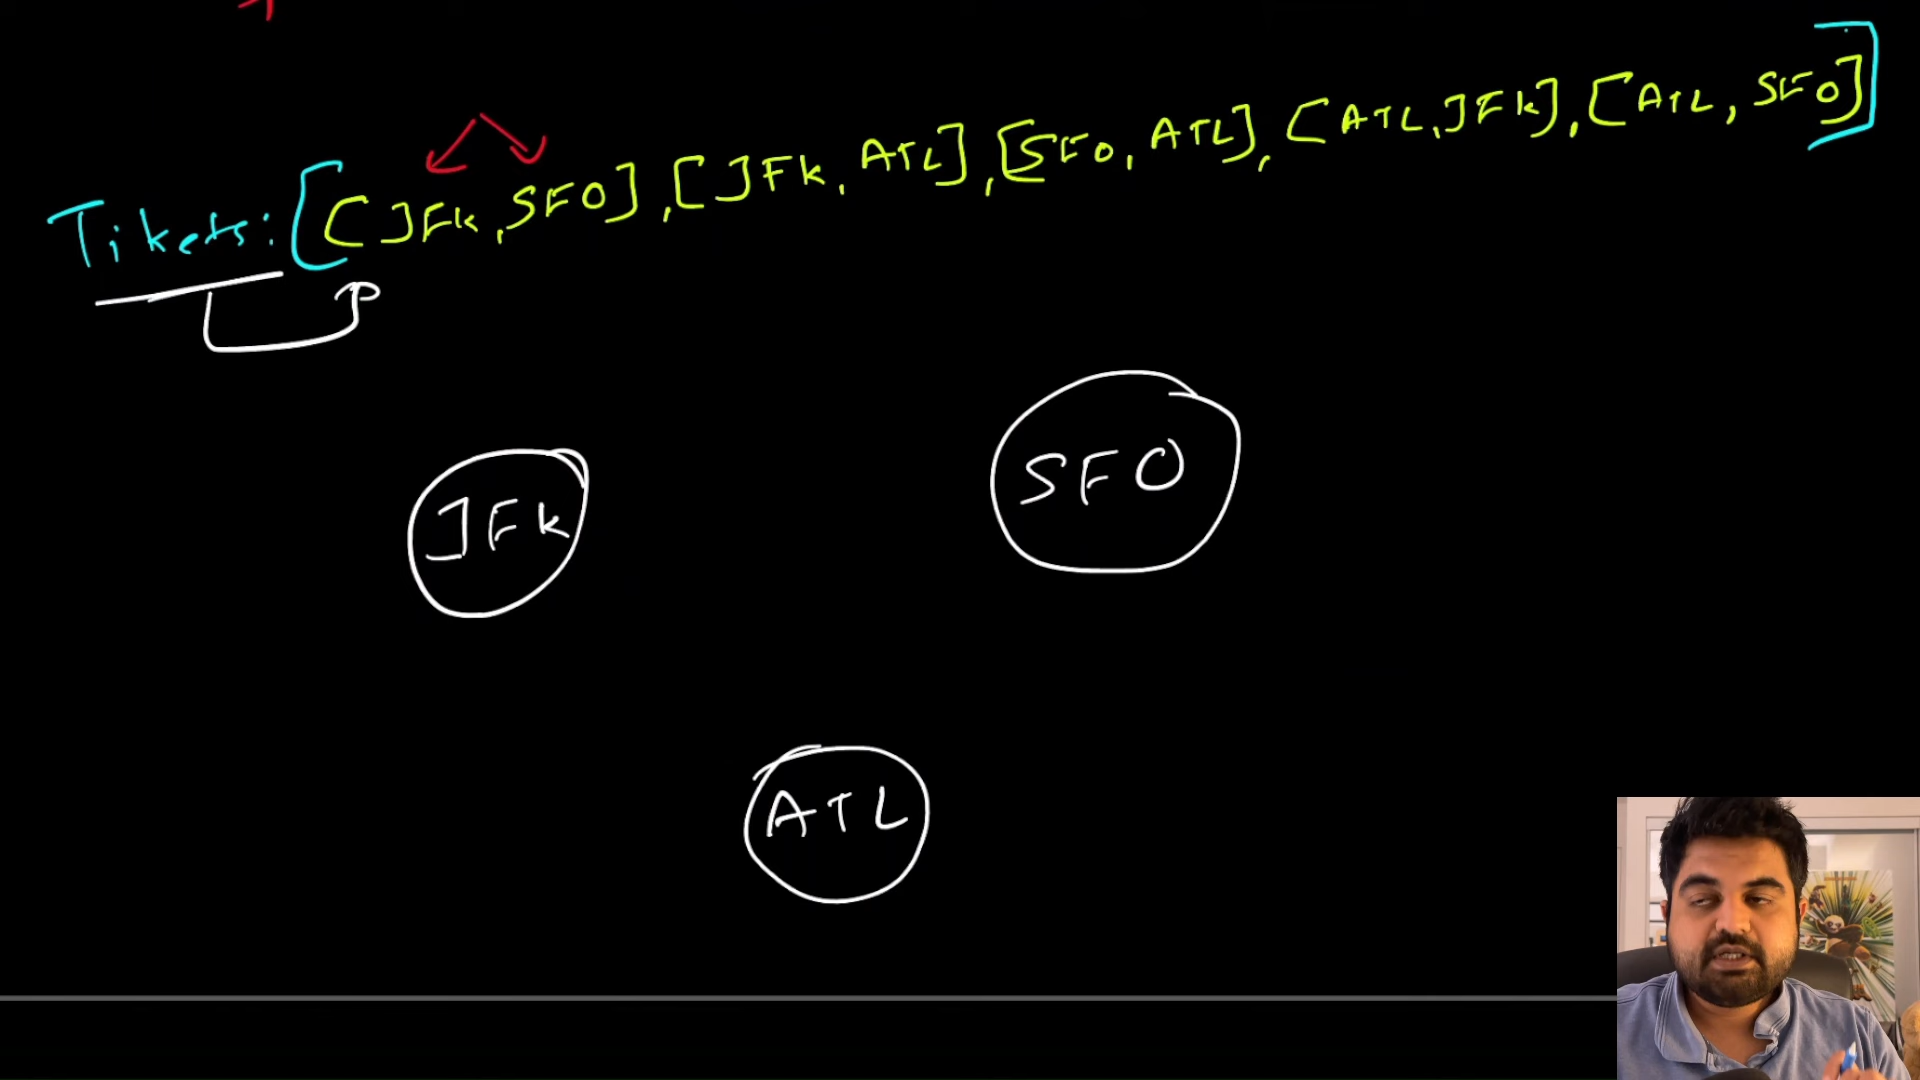 Tikets: [[JFK, SFO], [JFK, ATL], [SFO, ATL], [ATL, JFK], [ATL, SFO]]
JFK
SFO
ATL